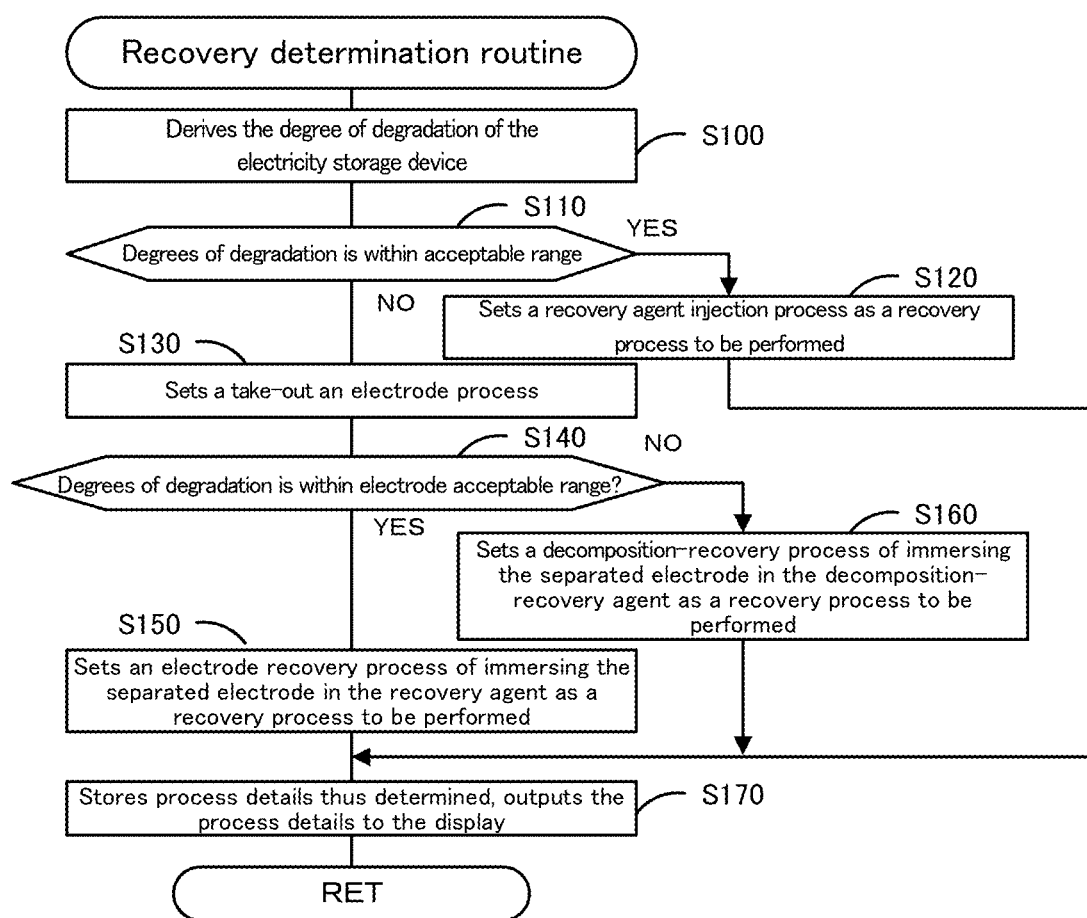 Recovery determination routine
Derives the degree of degradation of the
electricity storage device
S100
S110
YES
Degrees of degradation is within acceptable range
NO
S120
Sets a recovery agent injection process as a recovery
process to be performed
S130
Sets a take-out an electrode process
S140
NO
Degrees of degradation is within electrode acceptable range?
YES
S160
Sets a decomposition-recovery process of immersing
the separated electrode in the decomposition-
recovery agent as a recovery process to be
performed
S150
Sets an electrode recovery process of immersing the
separated electrode in the recovery agent as a
recovery process to be performed
Stores process details thus determined, outputs the
process details to the display
S170
RET